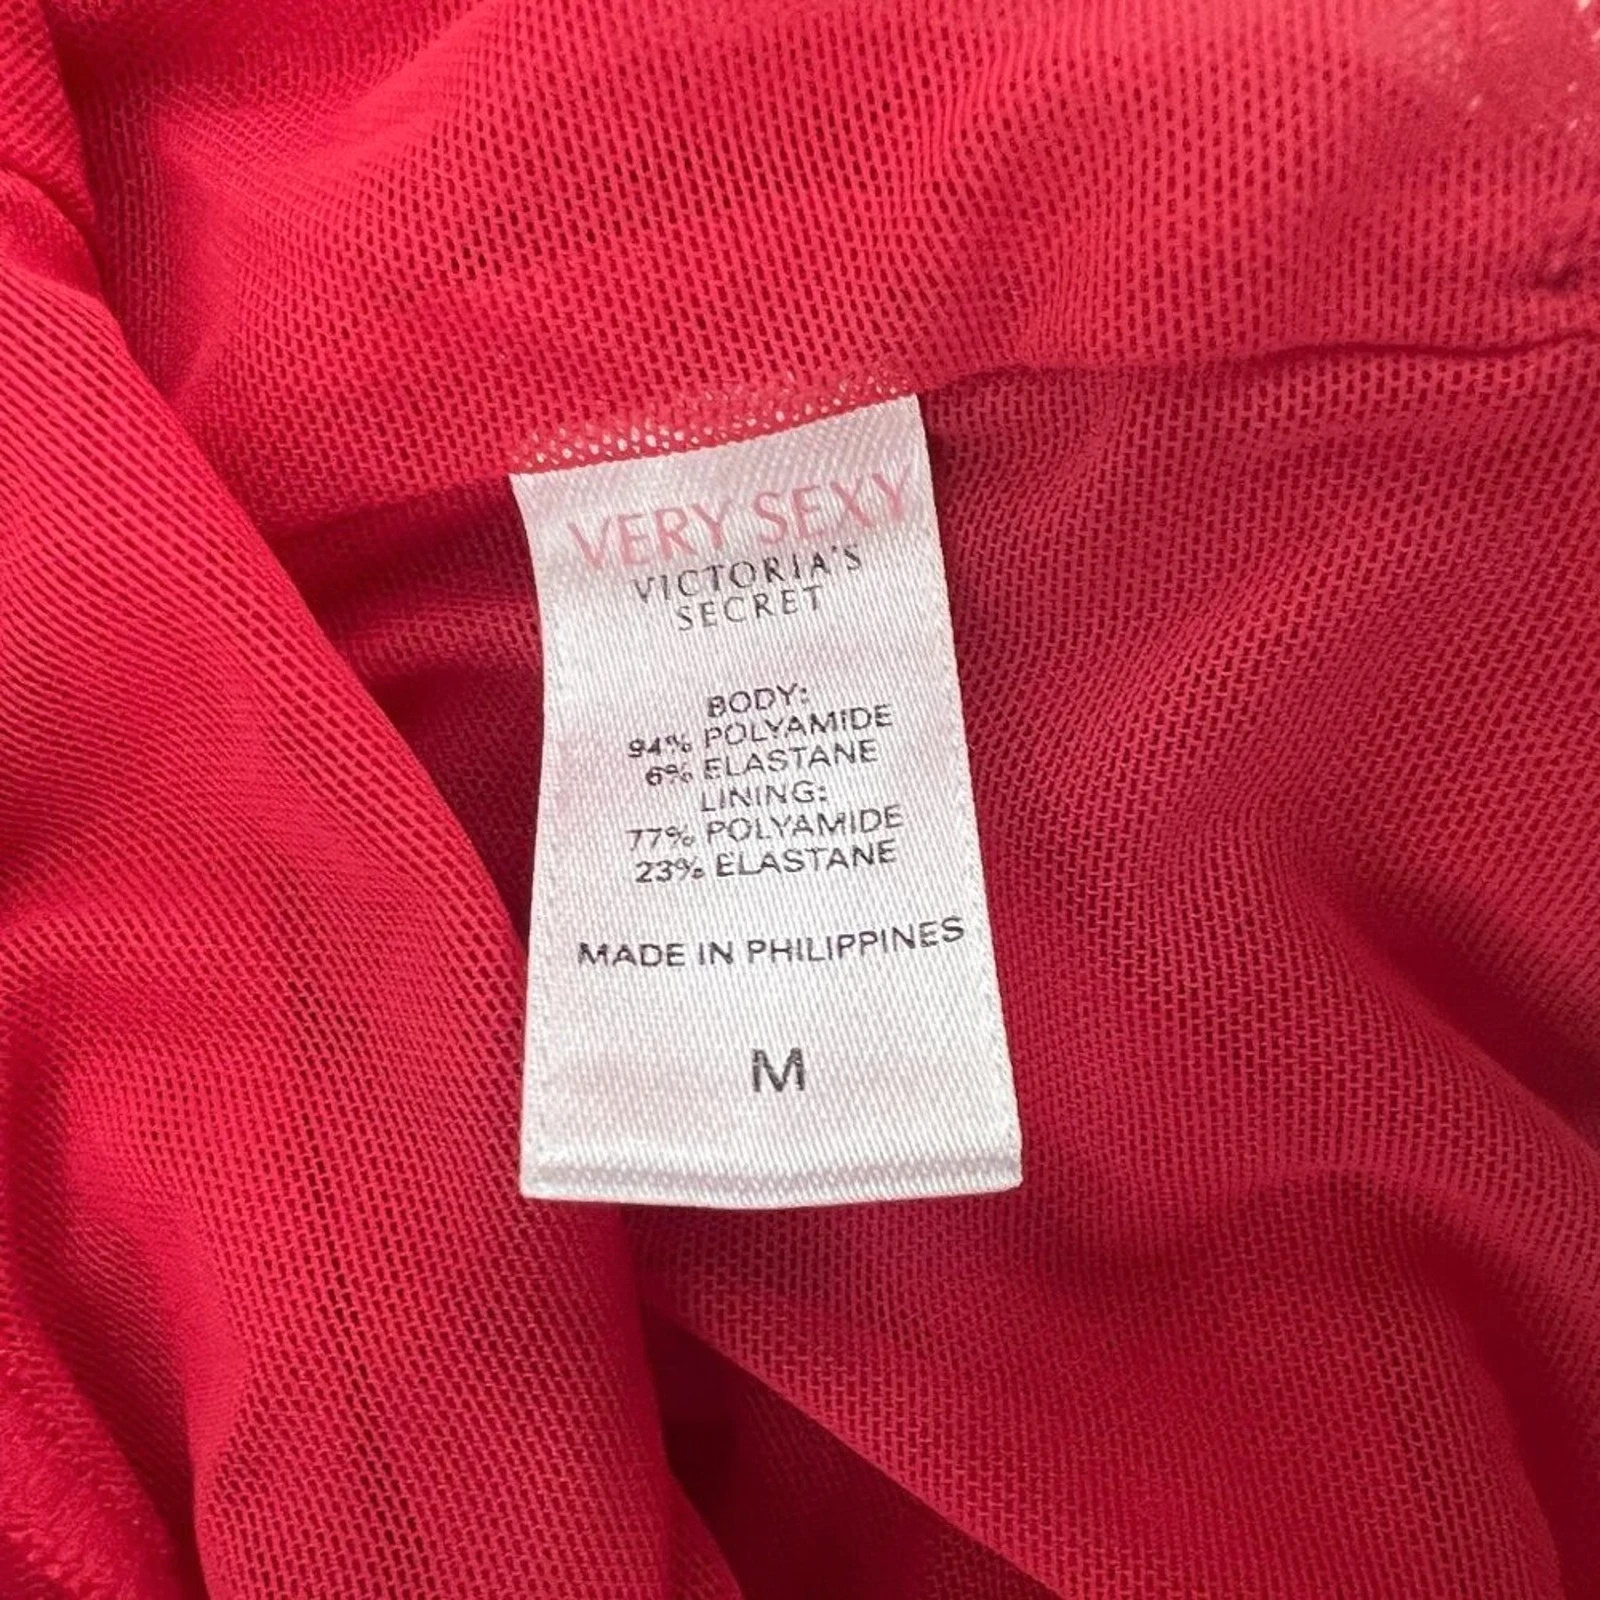 VERY SEXY
VICTORIA'S
SECRET
BODY:
94% POLYAMIDE
6% ELASTANE
LINING:
77% POLYAMIDE
23% ELASTANE
MADE IN PHILIPPINES
M